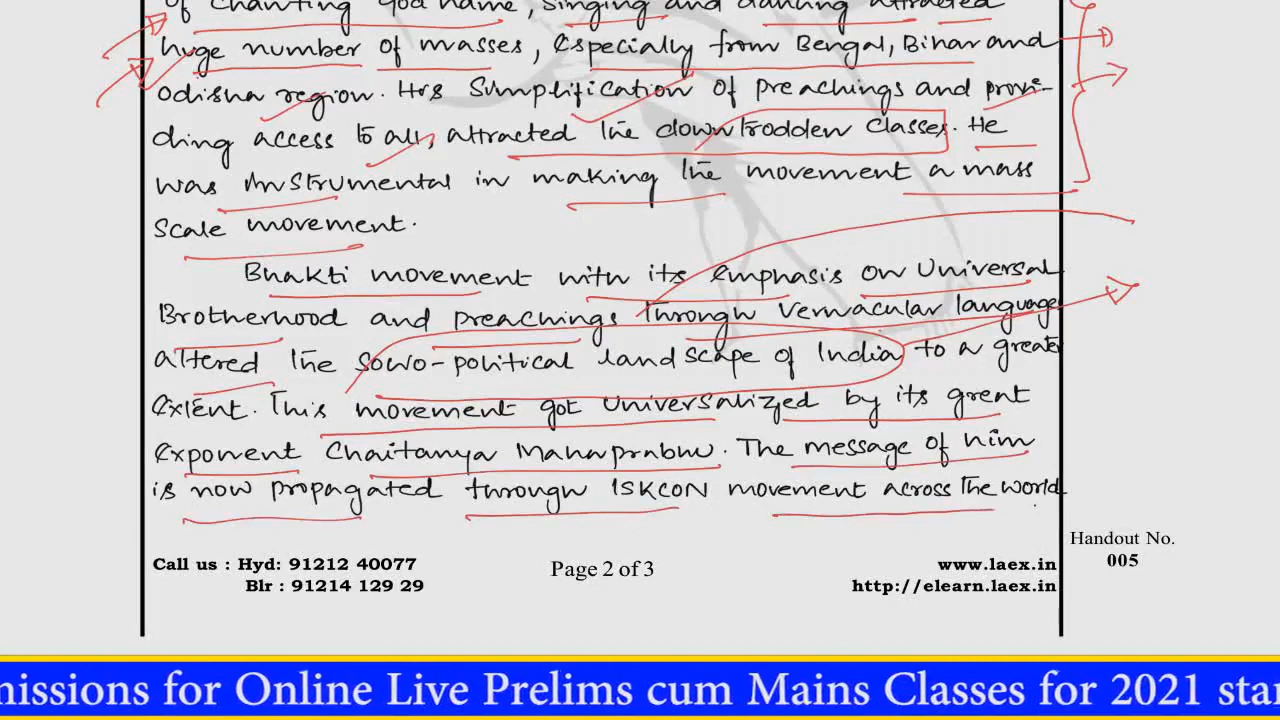 of chanting God name, singing and dancing attracted
huge number of masses, especially from Bengal, Bihar and
Odisha region. His Simplification of preachings and provi-
ding access to all, attracted the downtrodden classes. He
was instrumental in making the movement a mass
scale movement.
Bhakti movement with its emphasis on Universal
Brotherhood and preachings through vernacular language
altered the socio-political landscape of India to a greater
extent. This movement got universalized by its great
exponent Chaitanya Mahaprabhu. The message of him
is now propagated through ISKCON movement across the world
Call us : Hyd: 91212 40077
Blr : 91214 129 29
Page 2 of 3
www.laex.in
http://elearn.laex.in
Handout No.
005
missions for Online Live Prelims cum Mains Classes for 2021 star